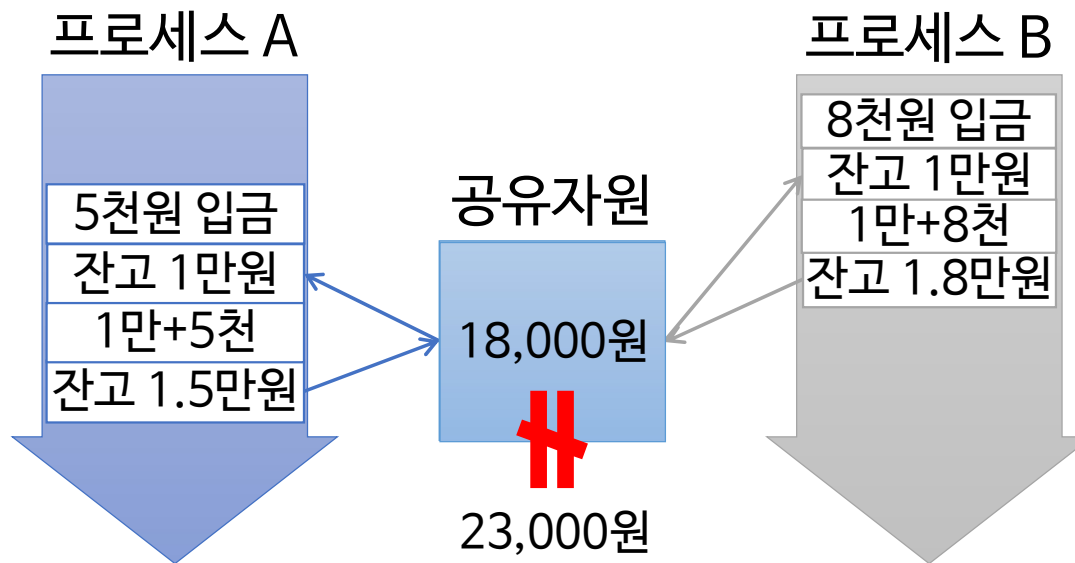 프로세스 A
5천원 입금
잔고 1만원
1만+5천
잔고 1.5만원
공유자원
18,000원
23,000원
프로세스 B
8천원 입금
잔고 1만원
1만+8천
잔고 1.8만원